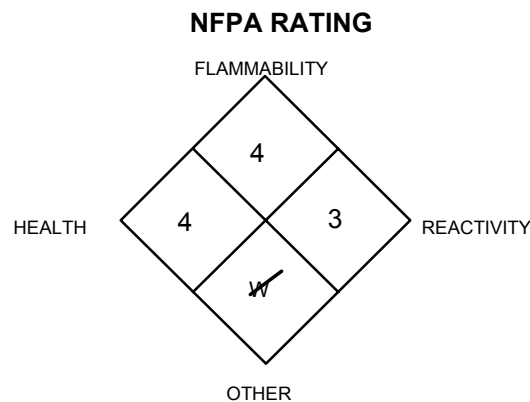 NFPA RATING
FLAMMABILITY
4
HEALTH
4
3
REACTIVITY
W
OTHER